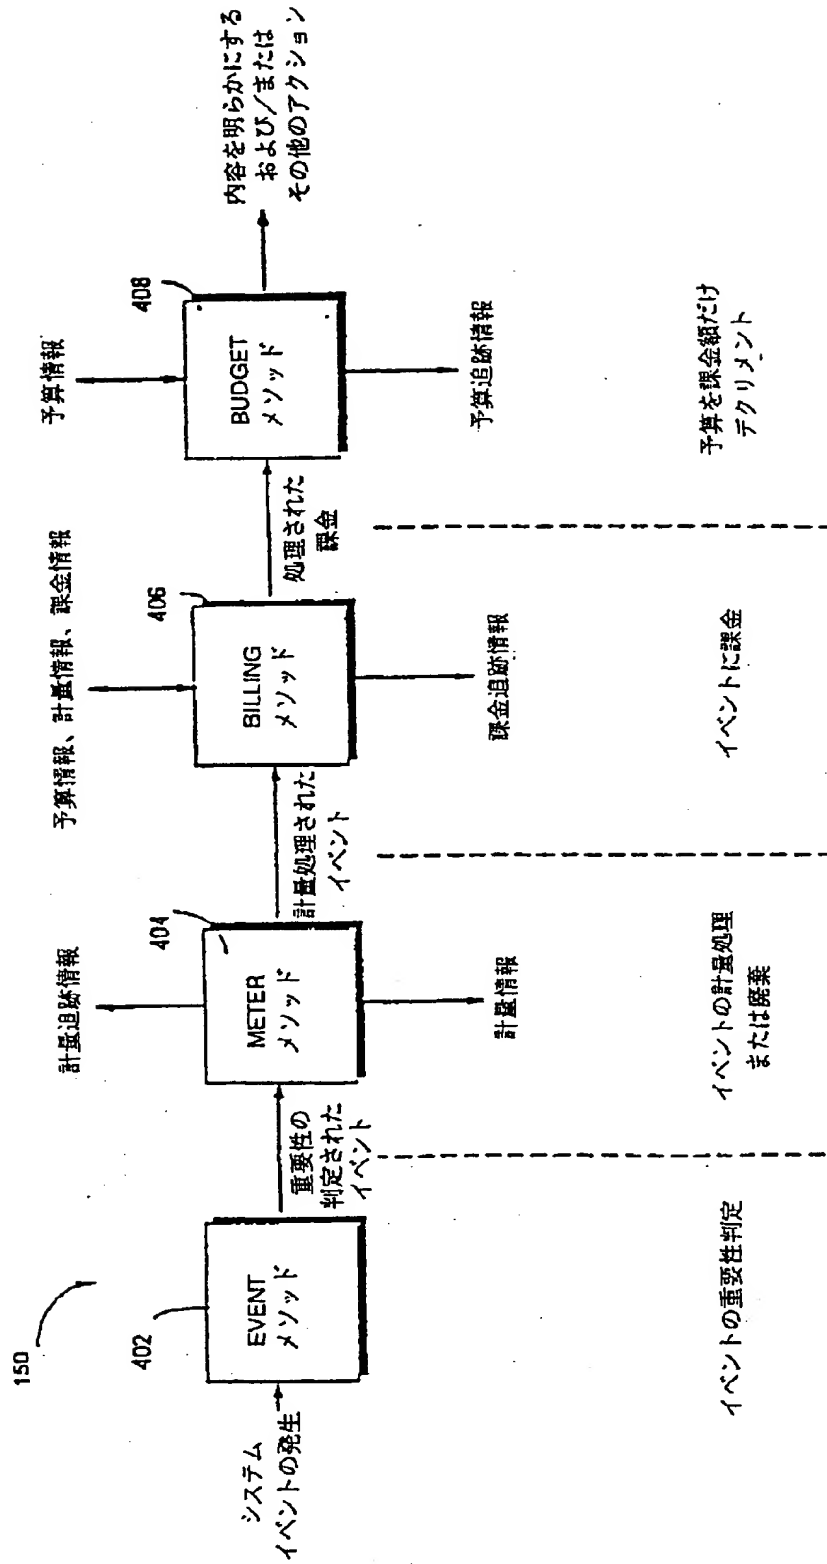 150
システム
イベントの発生
402
EVENT
メソッド
重要性の
判定された
イベント
イベントの重要性判定
計量追跡情報
404
METER
メソッド
計量情報
計量処理された
イベント
イベントの計量処理
または廃棄
予算情報、計量情報、課金情報
406
BILLING
メソッド
課金追跡情報
処理された
課金
イベントに課金
予算情報
408
BUDGET
メソッド
予算追跡情報
予算を課金額だけ
デクリメント
内容を明らかにする
および/または
その他のアクション